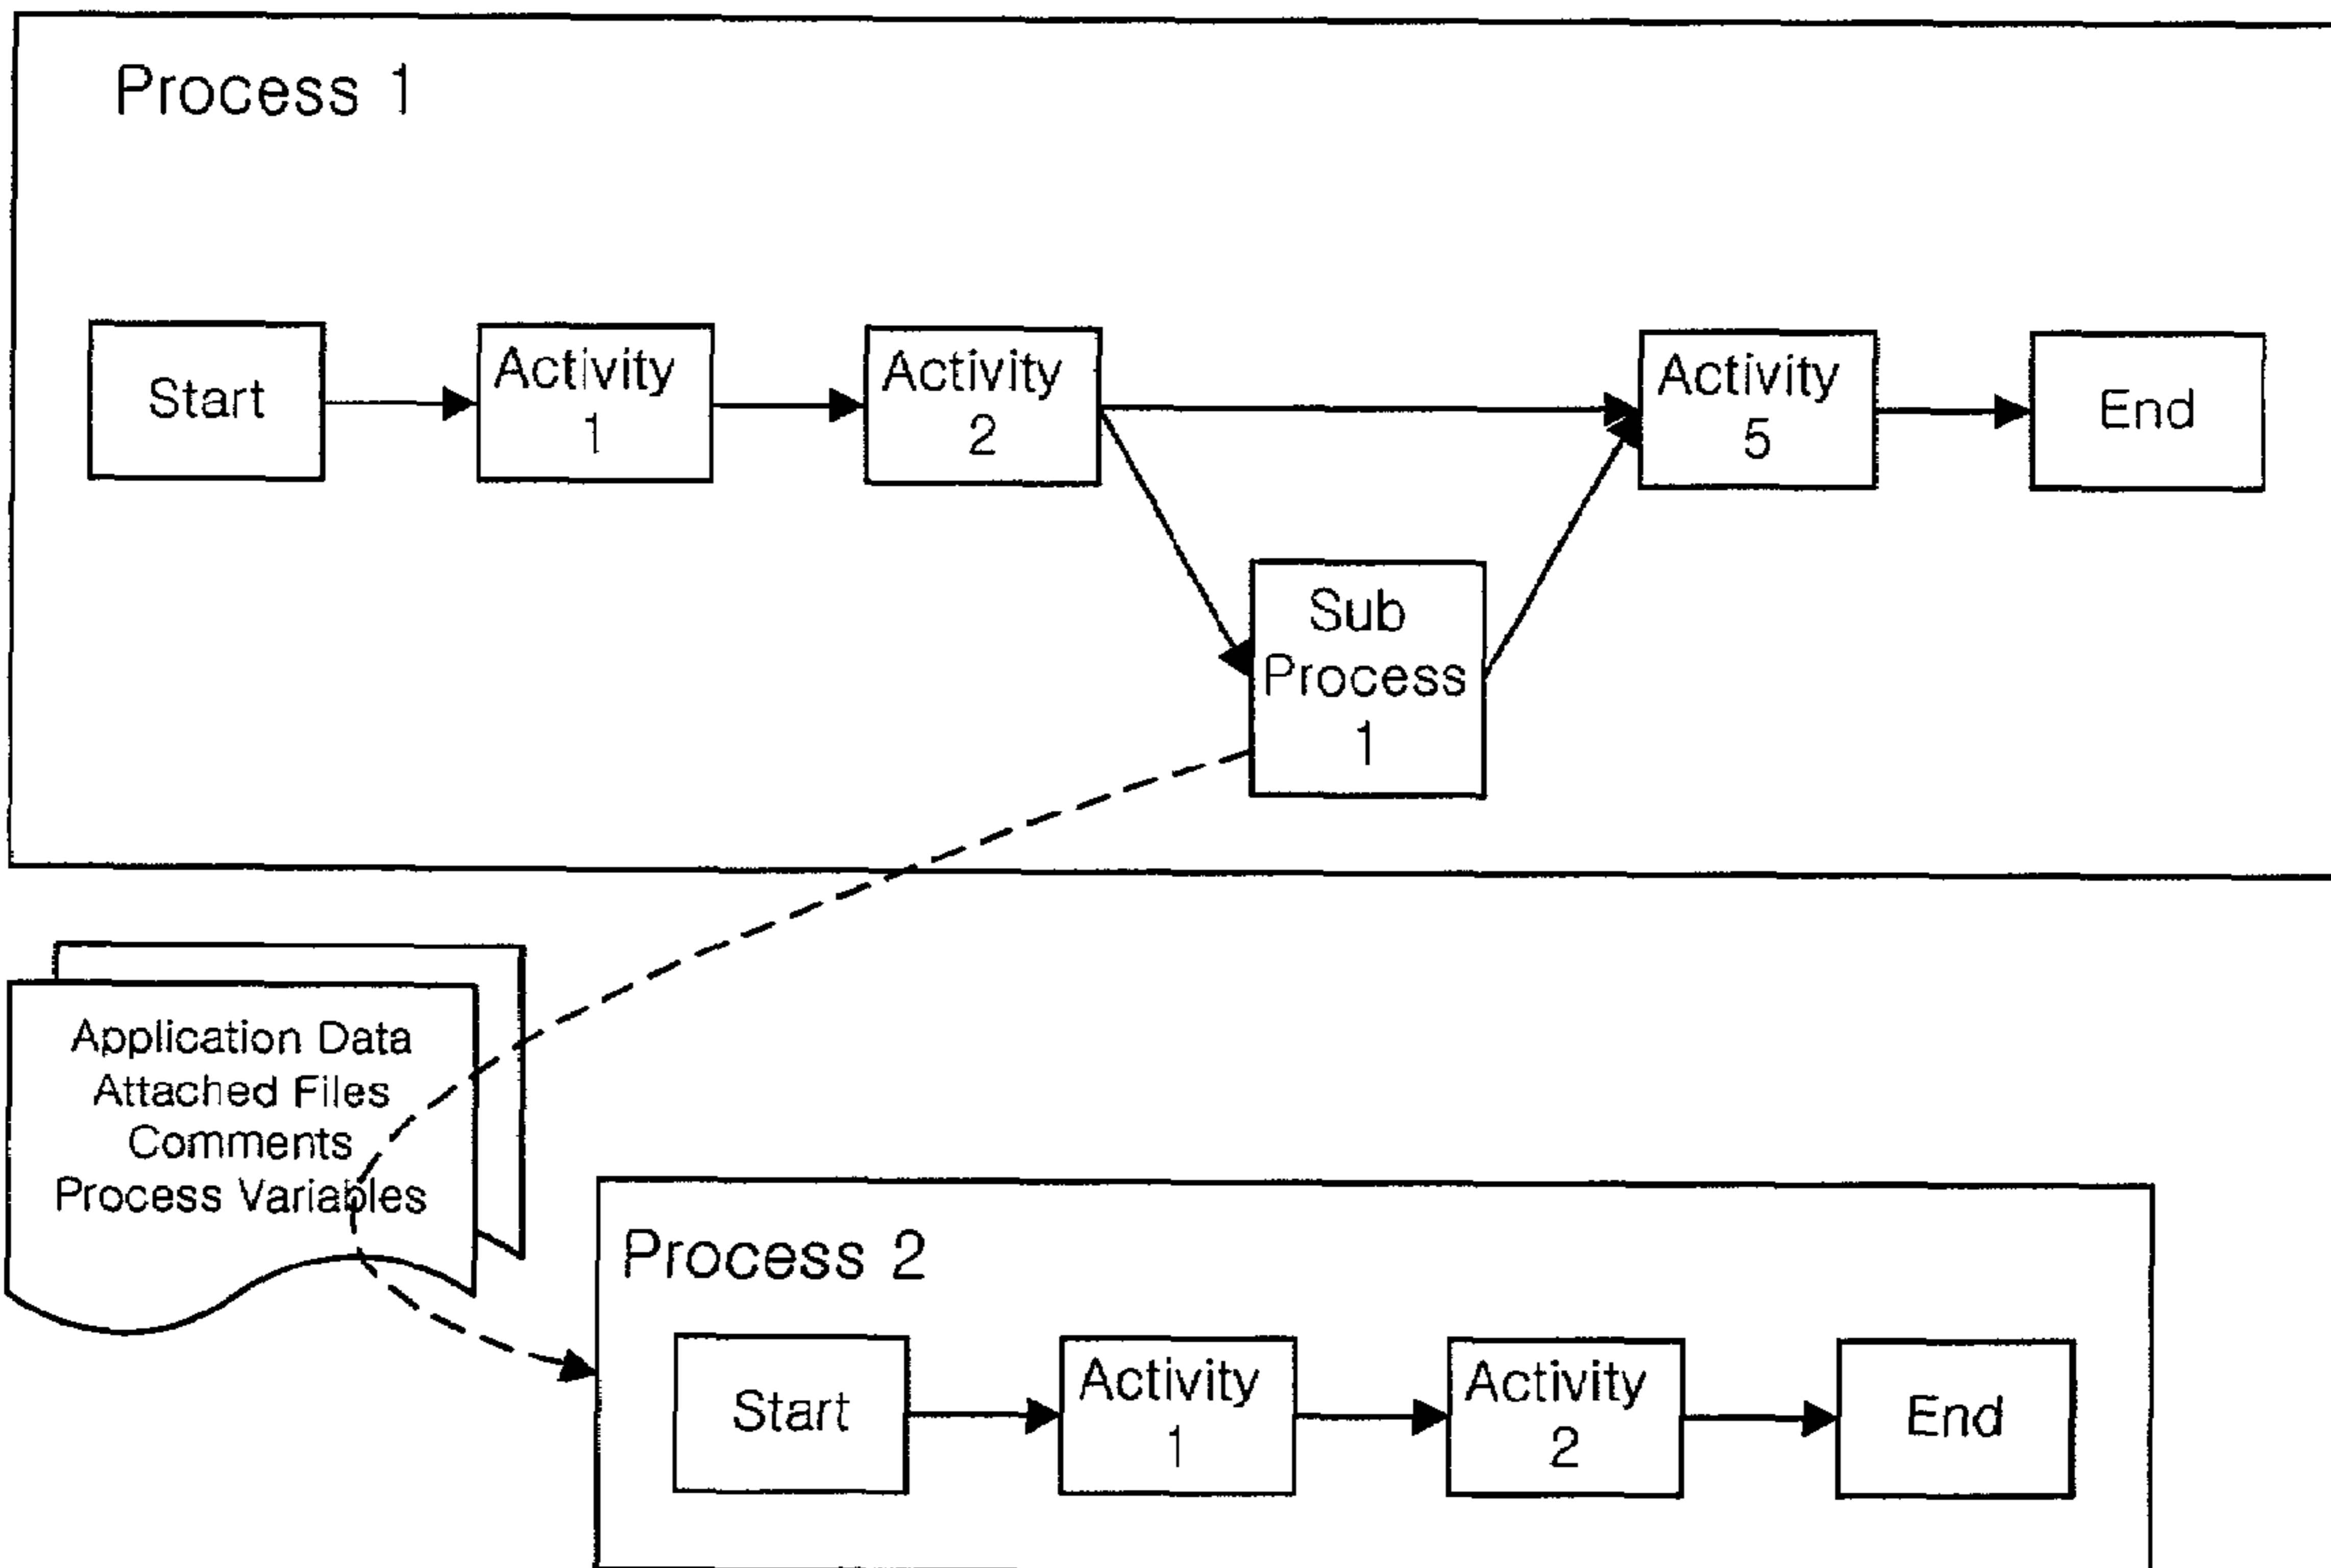 Process 1
Start
Activity
1
Activity
2
Activity
5
End
Sub
Process
1
Application Data
Attached Files
Comments
Process Variables
Process 2
Start
Activity
1
Activity
2
End